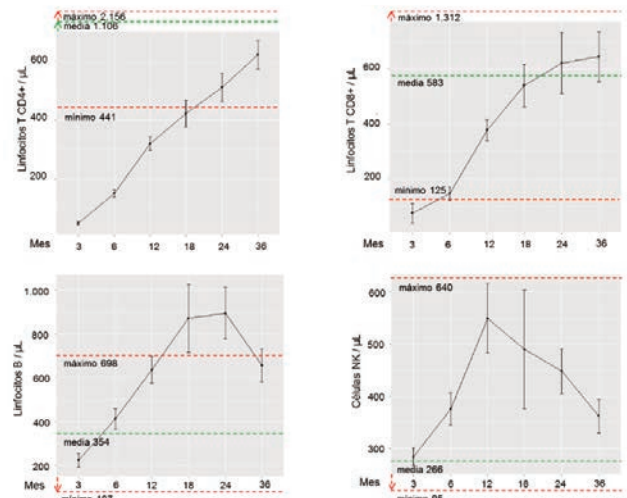 máximo 2.156
media 1.106
600
mínimo 441
400
200
Linfocitos T CD4+ / µL
Mes 3 6 12 18 24 36
máximo 1.312
600
media 583
400
200
mínimo 125
Linfocitos T CD8+ / µL
Mes 3 6 12 18 24 36
1.000
800
máximo 698
600
400
media 354
200
Linfocitos B / µL
Mes 3 6 12 18 24 36
máximo 640
600
500
400
300
media 266
Células NK / µL
Mes 3 6 12 18 24 36